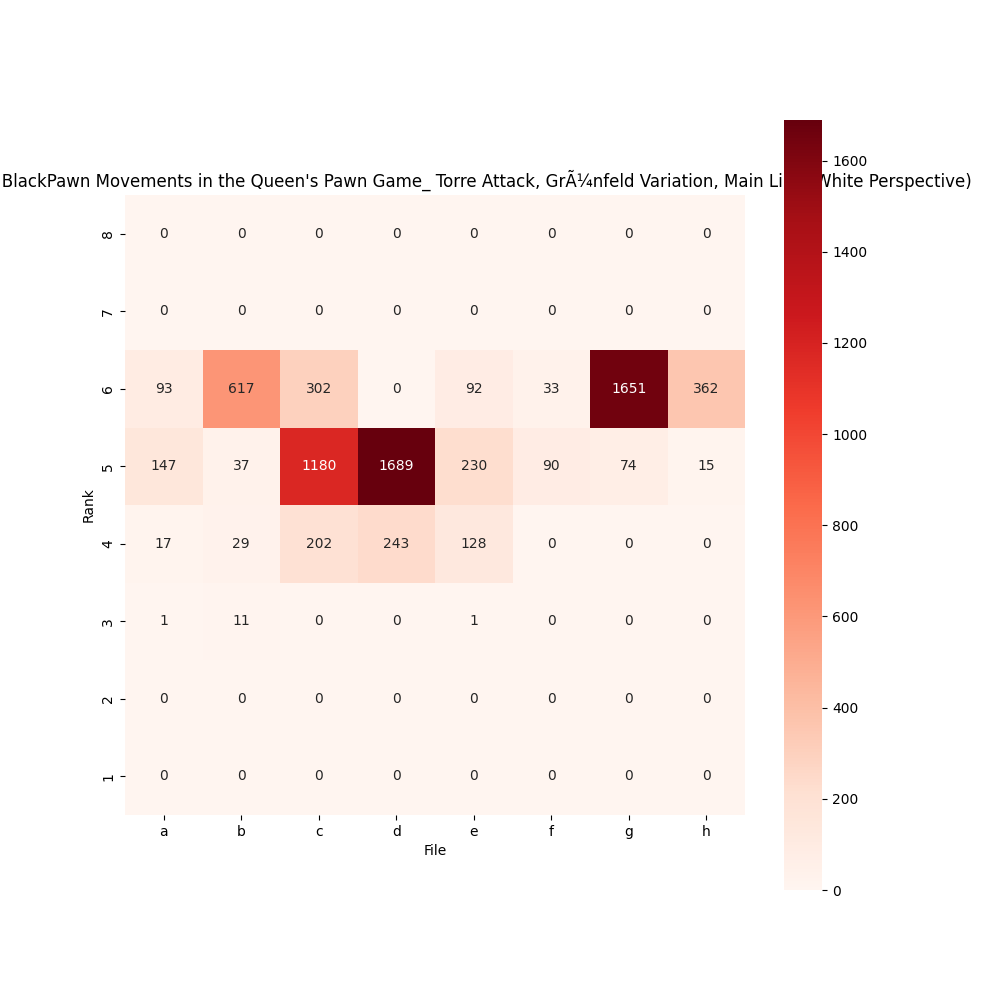 BlackPawn Movements in the Queen's Pawn Game_ Torre Attack, GrÃ¼nfeld Variation, Main Li White Perspective)
1600
8 0 0 0 0 0 0 0 0
1400
7 0 0 0 0 0 0 0 0
1200
6 93 617 302 0 92 33 1651 362
1000
5 147 37 1180 1689 230 90 74 15
Rank
800
4 17 29 202 243 128 0 0 0
600
3 1 11 0 0 1 0 0 0
400
2 0 0 0 0 0 0 0 0
200
1 0 0 0 0 0 0 0 0
a b c d e f g h
File
0